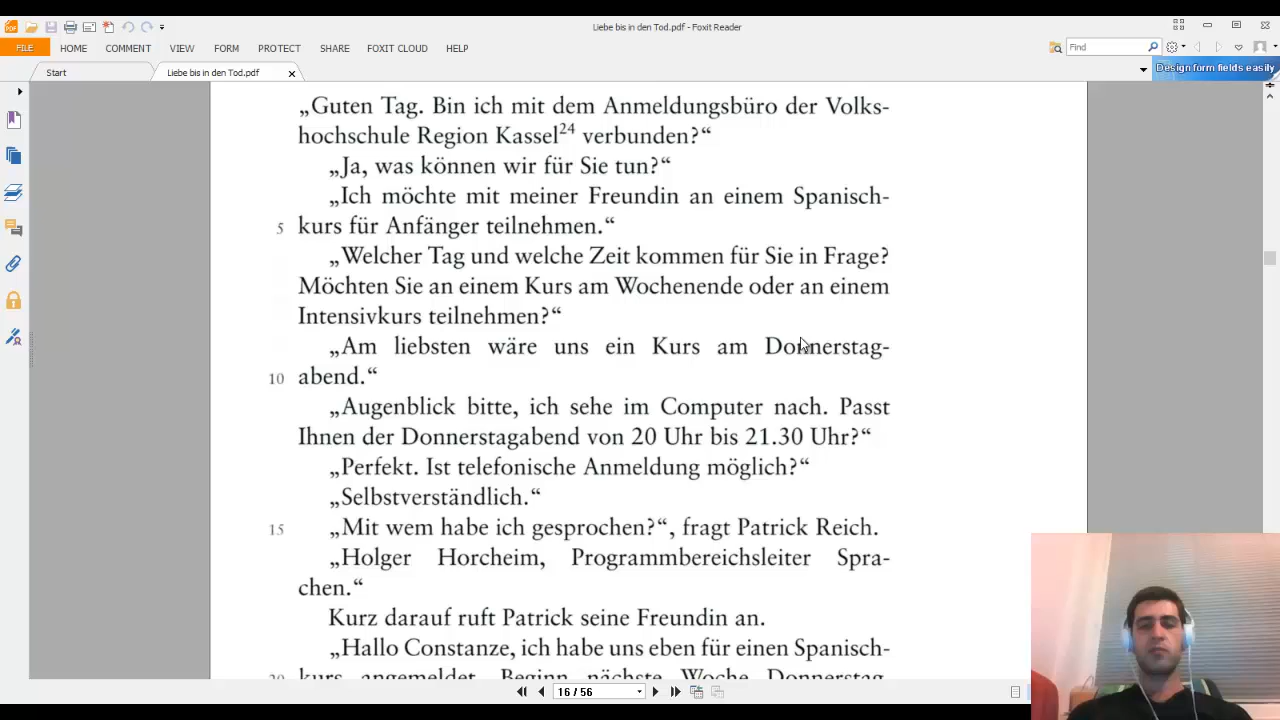 Liebe bis in den Tod.pdf - Foxit Reader
FILE HOME COMMENT VIEW FORM PROTECT SHARE FOXIT CLOUD HELP
Find
Start Liebe bis in den Tod.pdf
Design form fields easily
„Guten Tag. Bin ich mit dem Anmeldungsbüro der Volks-
hochschule Region Kassel24 verbunden?“
„Ja, was können wir für Sie tun?“
„Ich möchte mit meiner Freundin an einem Spanisch-
5 kurs für Anfänger teilnehmen.“
„Welcher Tag und welche Zeit kommen für Sie in Frage?
Möchten Sie an einem Kurs am Wochenende oder an einem
Intensivkurs teilnehmen?“
„Am liebsten wäre uns ein Kurs am Donnerstag-
10 abend.“
„Augenblick bitte, ich sehe im Computer nach. Passt
Ihnen der Donnerstagabend von 20 Uhr bis 21.30 Uhr?“
„Perfekt. Ist telefonische Anmeldung möglich?“
„Selbstverständlich.“
15 „Mit wem habe ich gesprochen?“, fragt Patrick Reich.
„Holger Horcheim, Programmbereichsleiter Spra-
chen.“
Kurz darauf ruft Patrick seine Freundin an.
„Hallo Constanze, ich habe uns eben für einen Spanisch-
20 kurs angemeldet. Beginn nächste Woche Donnerstag,
16 / 56